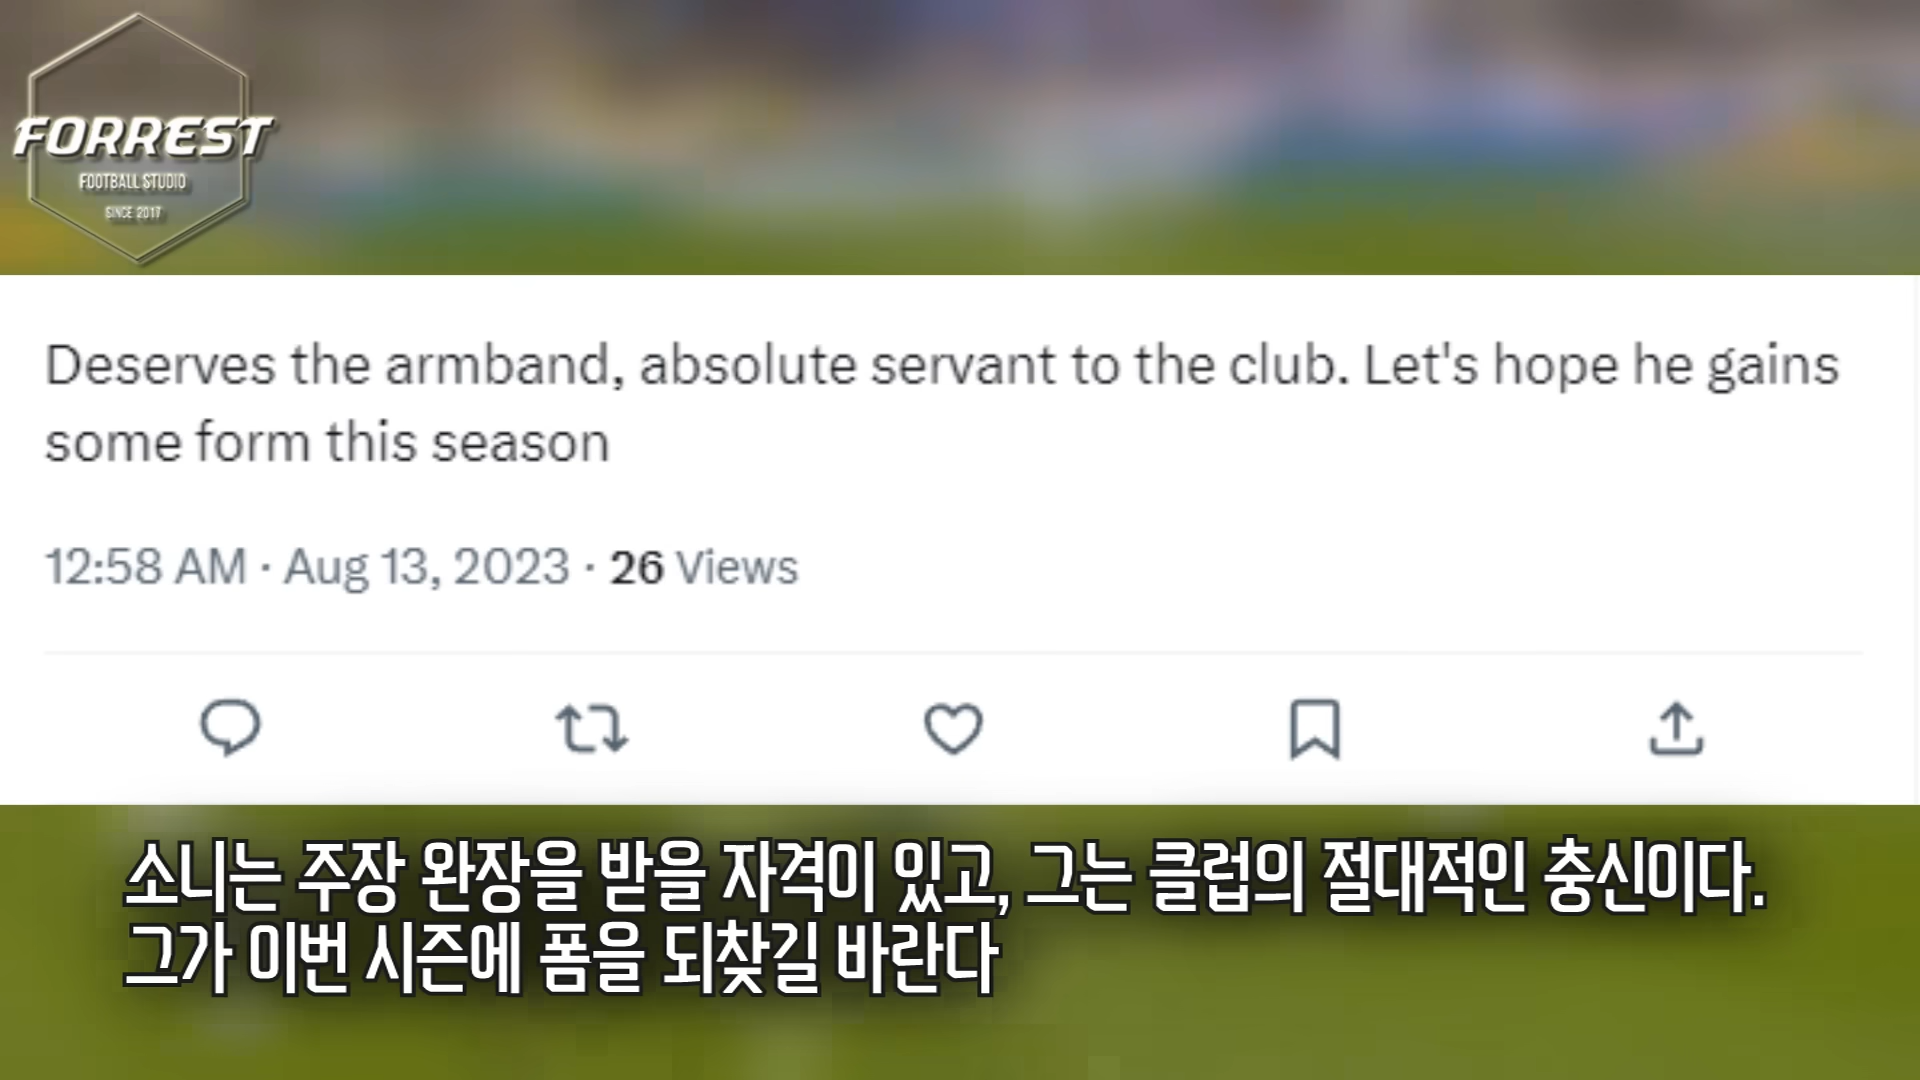 FORREST
FOOTBALL STUDIO
SINCE 2017
Deserves the armband, absolute servant to the club. Let's hope he gains
some form this season
12:58 AM · Aug 13, 2023 · 26 Views
소니는 주장 완장을 받을 자격이 있고, 그는 클럽의 절대적인 충신이다.
그가 이번 시즌에 폼을 되찾길 바란다